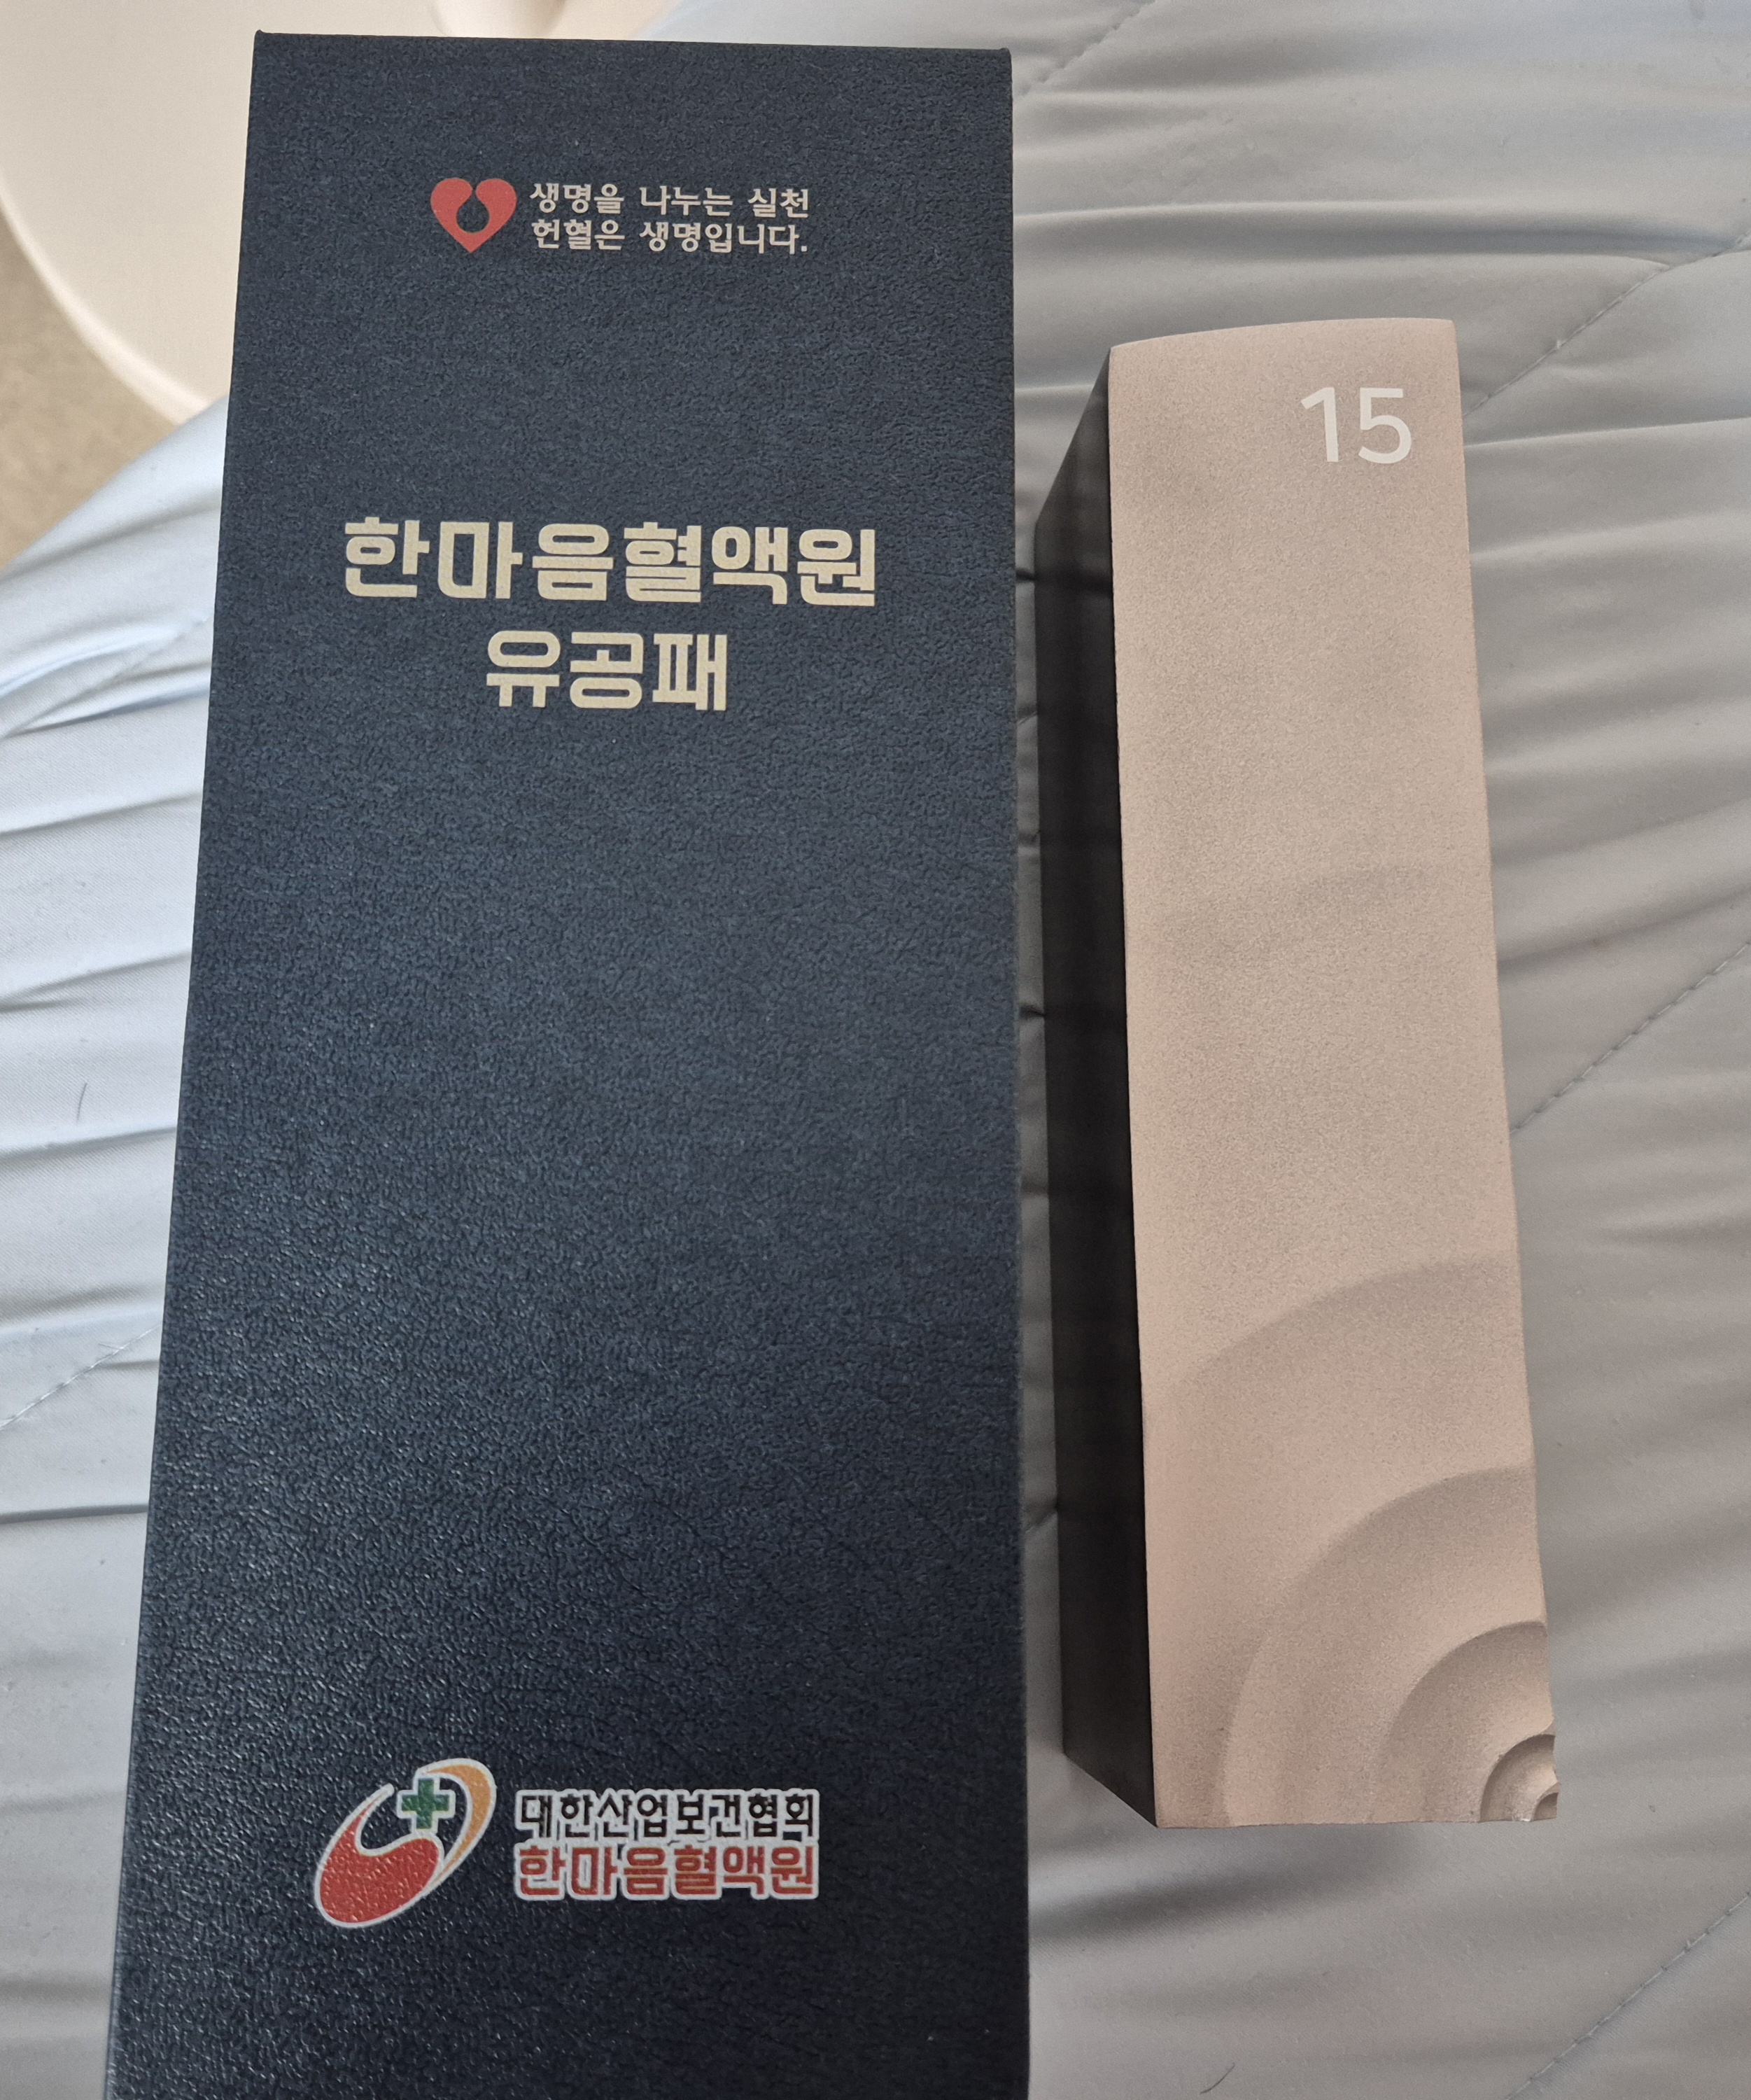 생명을 나누는 실천
헌혈은 생명입니다.
한마음혈액원
유공패
대한산업보건협회
한마음혈액원
15